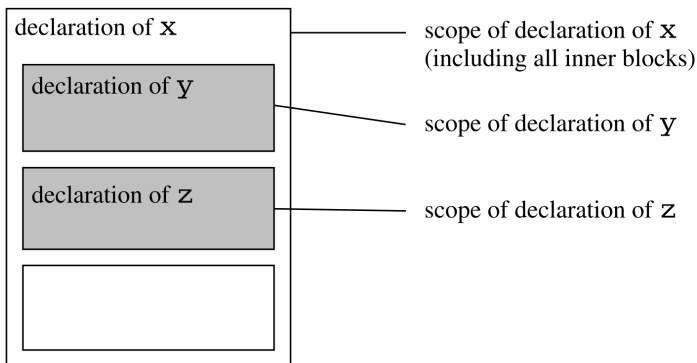 declaration of x
scope of declaration of x
(including all inner blocks)
declaration of y
scope of declaration of y
declaration of z
scope of declaration of z